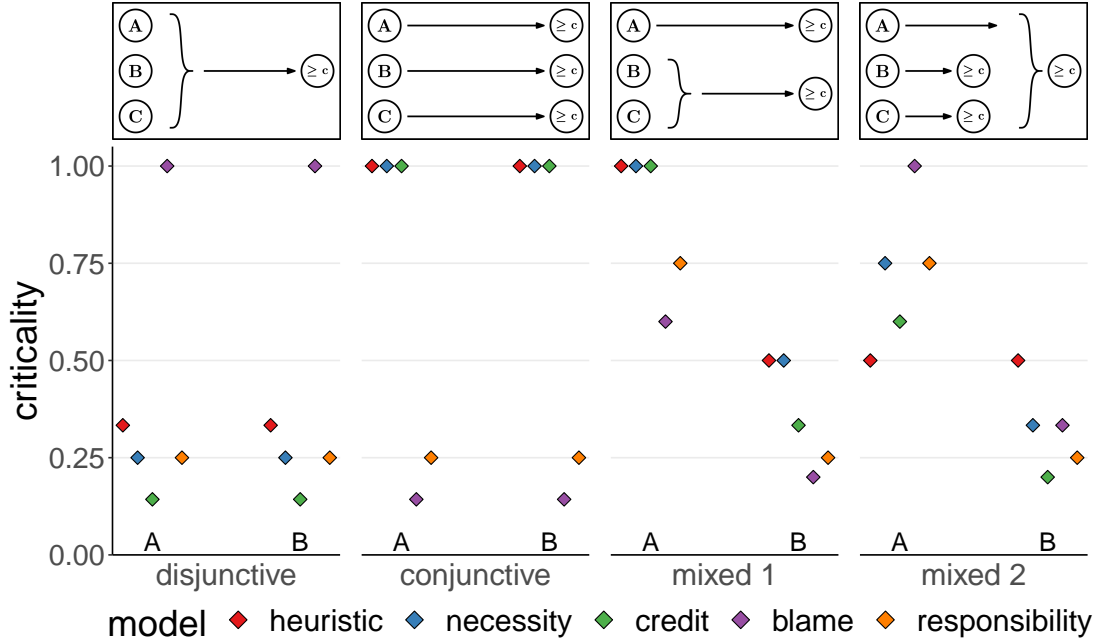 A
B
C
≥ c
A
B
C
≥ c
≥ c
≥ c
A
B
C
≥ c
≥ c
A
B
C
≥ c
≥ c
≥ c
criticality
1.00
0.75
0.50
0.25
0.00
A B A B A B A B
disjunctive conjunctive mixed 1 mixed 2
model heuristic necessity credit blame responsibility